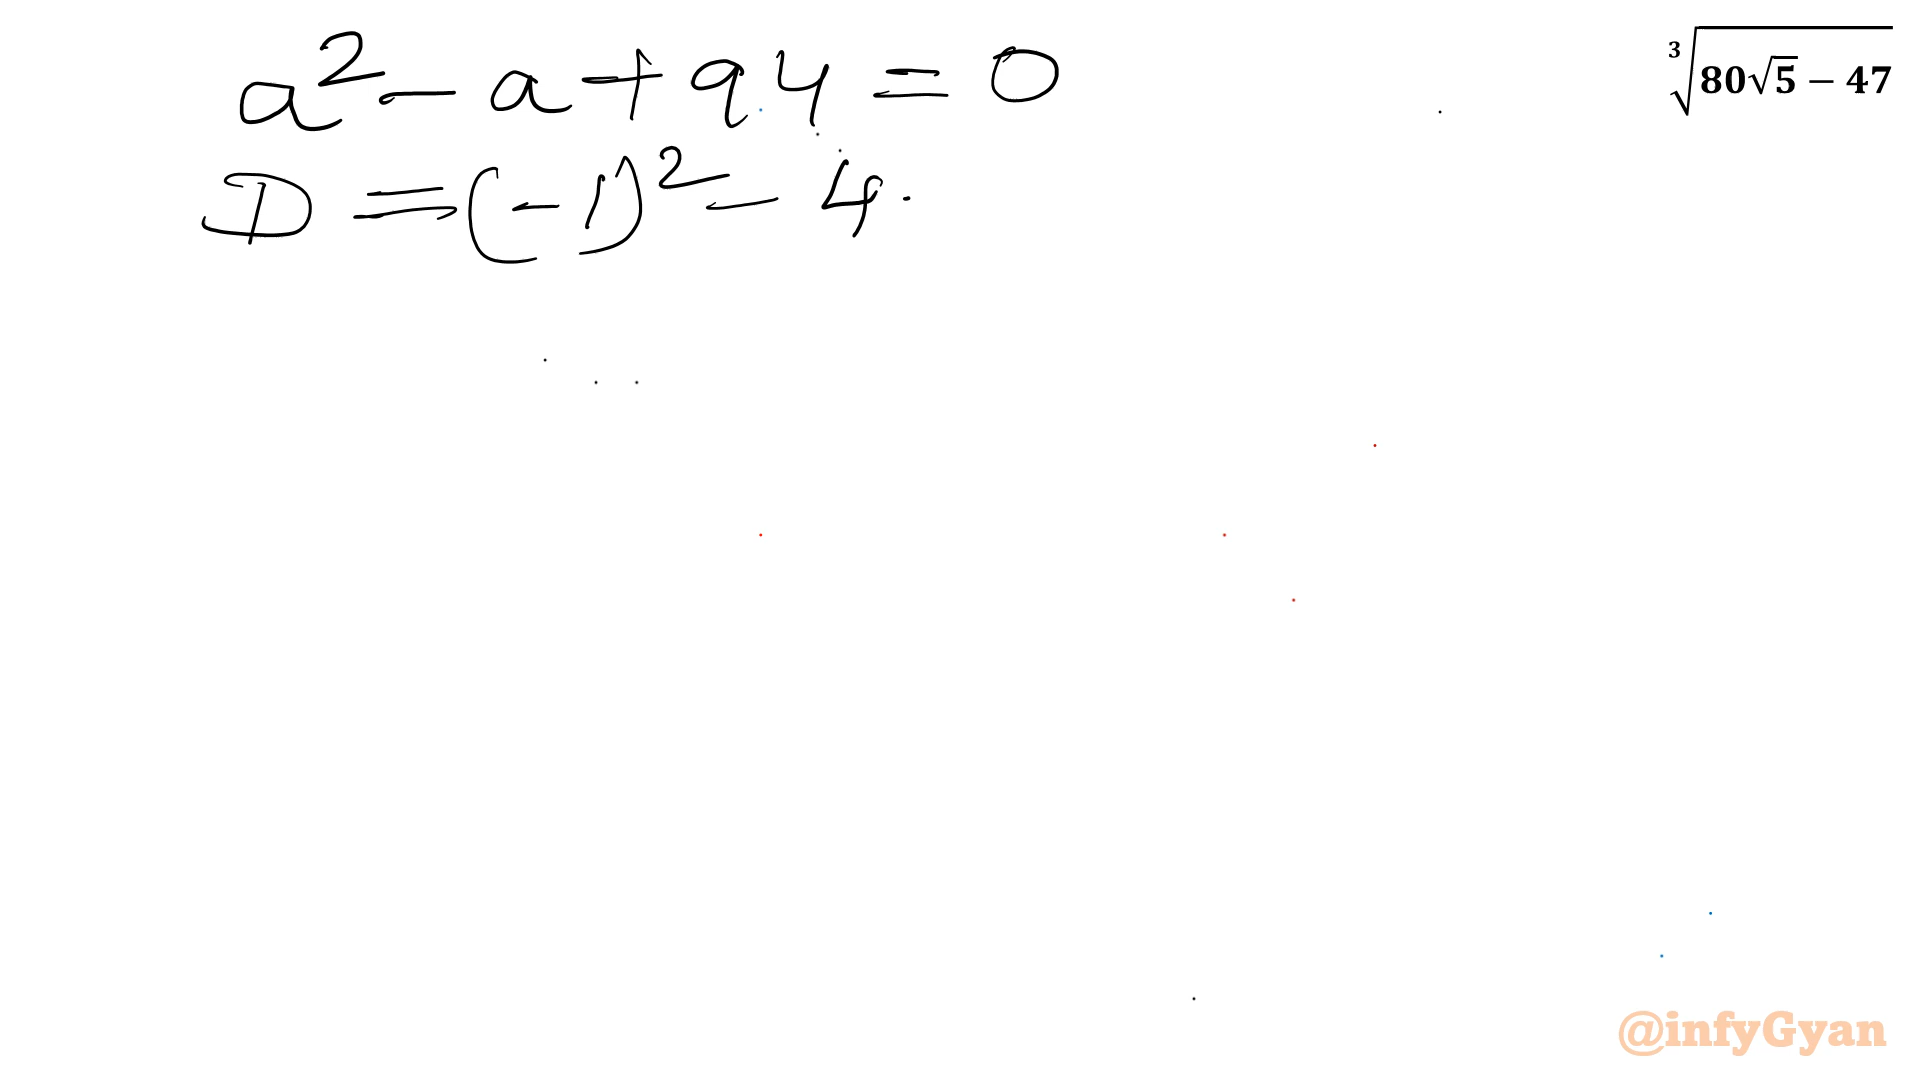 a² - a + 94 = 0
∛(80√5 − 47)
D = (-1)² - 4.
@infyGyan